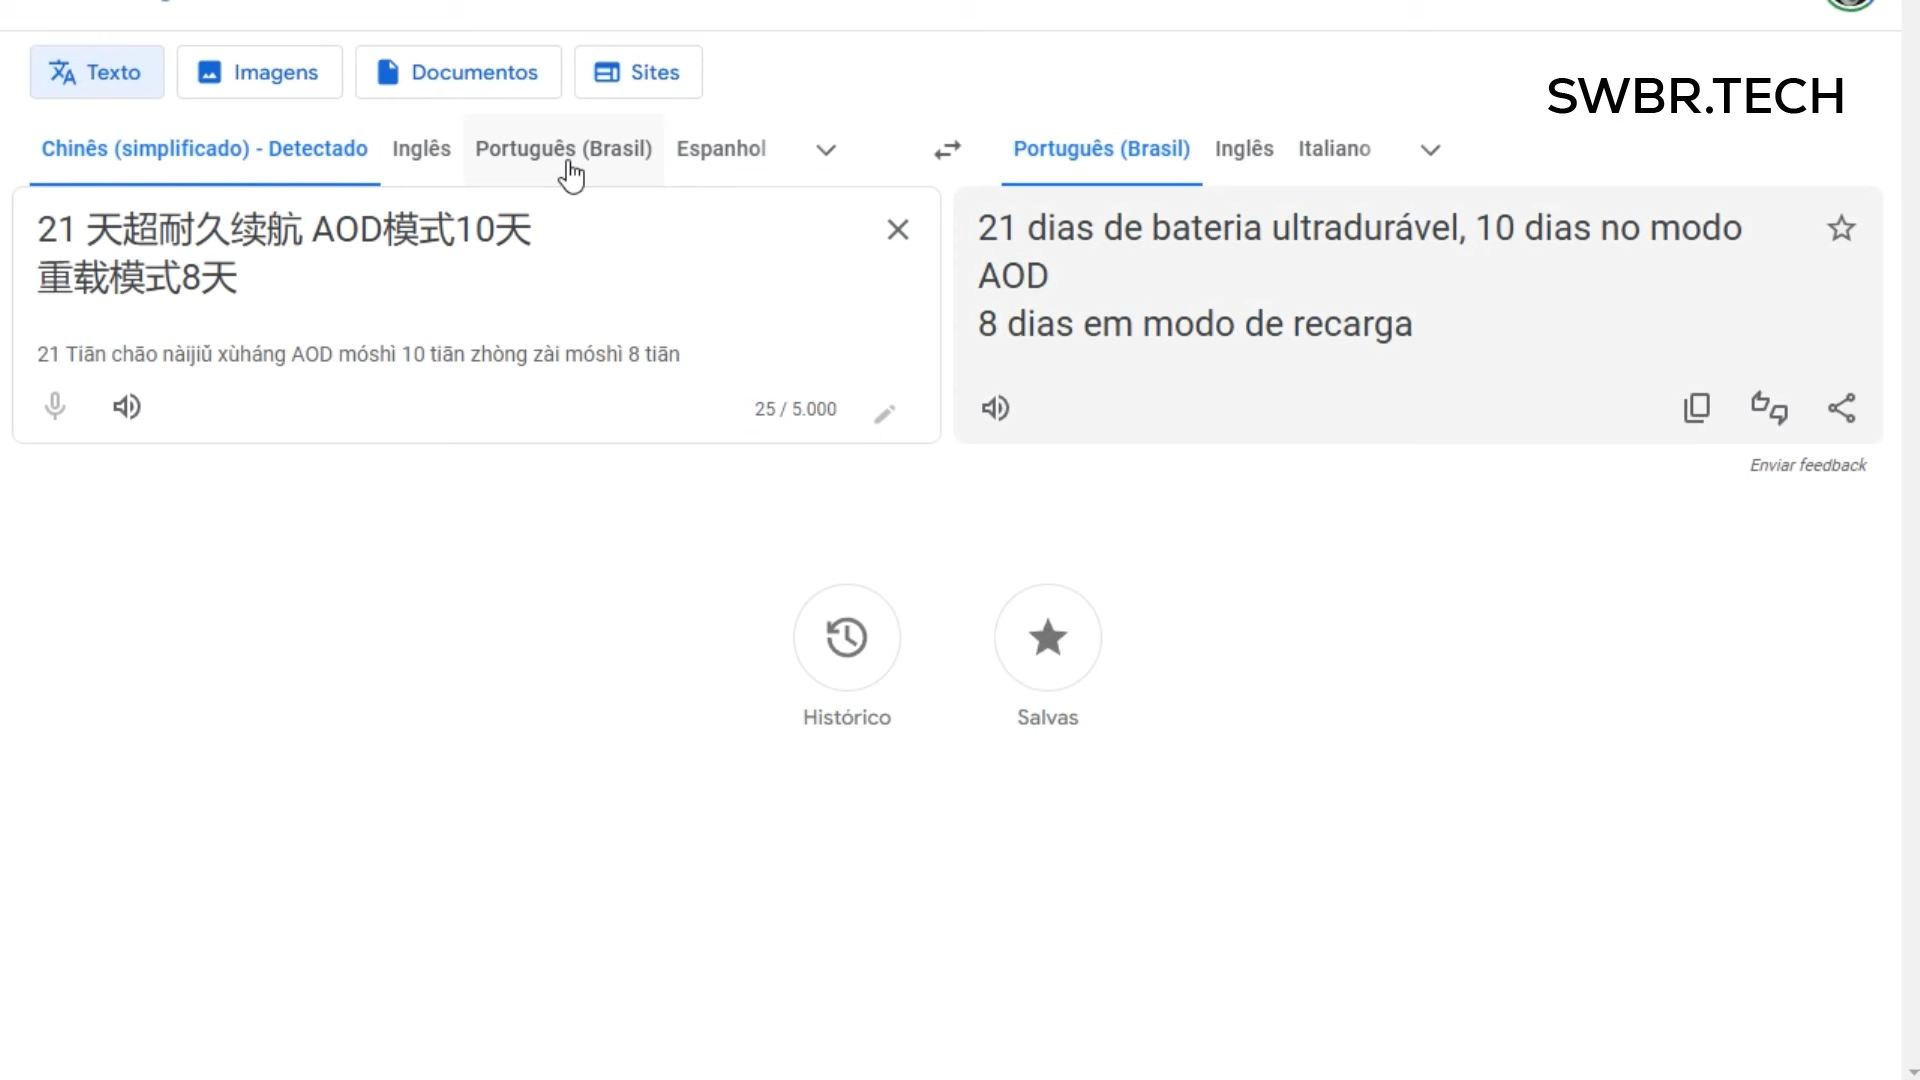 Texto
Imagens
Documentos
Sites
SWBR.TECH
Chinês (simplificado) - Detectado
Inglês
Português (Brasil)
Espanhol
Português (Brasil)
Inglês
Italiano
21 天超耐久续航 AOD模式10天
重载模式8天
21 Tiān chāo nàijiǔ xùháng AOD móshì 10 tiān zhòng zài móshì 8 tiān
25 / 5.000
21 dias de bateria ultradurável, 10 dias no modo
AOD
8 dias em modo de recarga
Enviar feedback
Histórico
Salvas